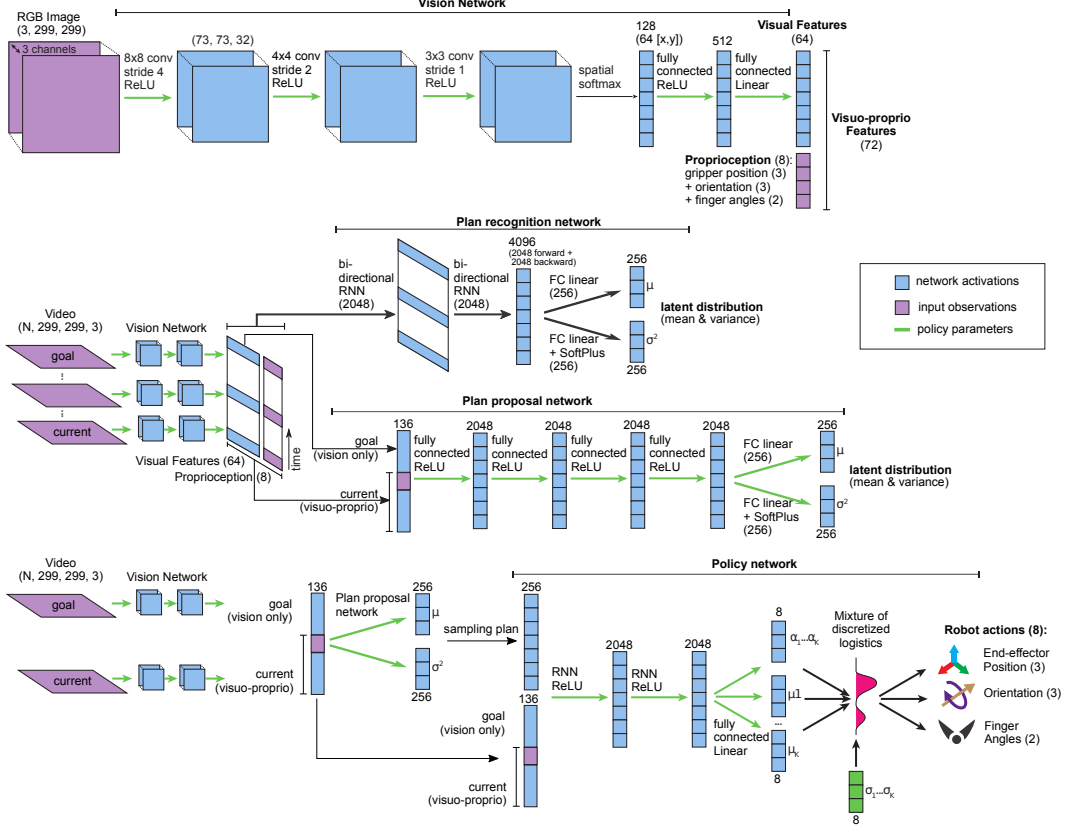 Vision Network
RGB Image
(3, 299, 299)
3 channels
8x8 conv
stride 4
ReLU
(73, 73, 32)
4x4 conv
stride 2
ReLU
3x3 conv
stride 1
ReLU
spatial
softmax
128
(64 [x,y])
fully
connected
ReLU
512
fully
connected
Linear
Visual Features
(64)
Visuo-proprio
Features
(72)
Proprioception (8):
gripper position (3)
+ orientation (3)
+ finger angles (2)
Plan recognition network
bi-
directional
RNN
(2048)
bi-
directional
RNN
(2048)
4096
(2048 forward +
2048 backward)
FC linear
(256)
FC linear
+ SoftPlus
(256)
256
μ
σ²
256
latent distribution
(mean & variance)
network activations
input observations
policy parameters
Video
(N, 299, 299, 3)
Vision Network
goal
...
...
current
Visual Features (64)
Proprioception (8)
time
Plan proposal network
goal
(vision only)
current
(visuo-proprio)
136
fully
connected
ReLU
2048
fully
connected
ReLU
2048
fully
connected
ReLU
2048
fully
connected
ReLU
2048
FC linear
(256)
FC linear
+ SoftPlus
(256)
256
μ
σ²
256
latent distribution
(mean & variance)
Video
(N, 299, 299, 3)
Vision Network
goal
current
goal
(vision only)
current
(visuo-proprio)
136
Plan proposal
network
256
μ
σ²
256
sampling plan
Policy network
256
136
goal
(vision only)
current
(visuo-proprio)
RNN
ReLU
2048
RNN
ReLU
2048
fully
connected
Linear
8
α₁...αK
μ1
...
μK
8
Mixture of
discretized
logistics
σ₁...σK
8
Robot actions (8):
End-effector
Position (3)
Orientation (3)
Finger
Angles (2)